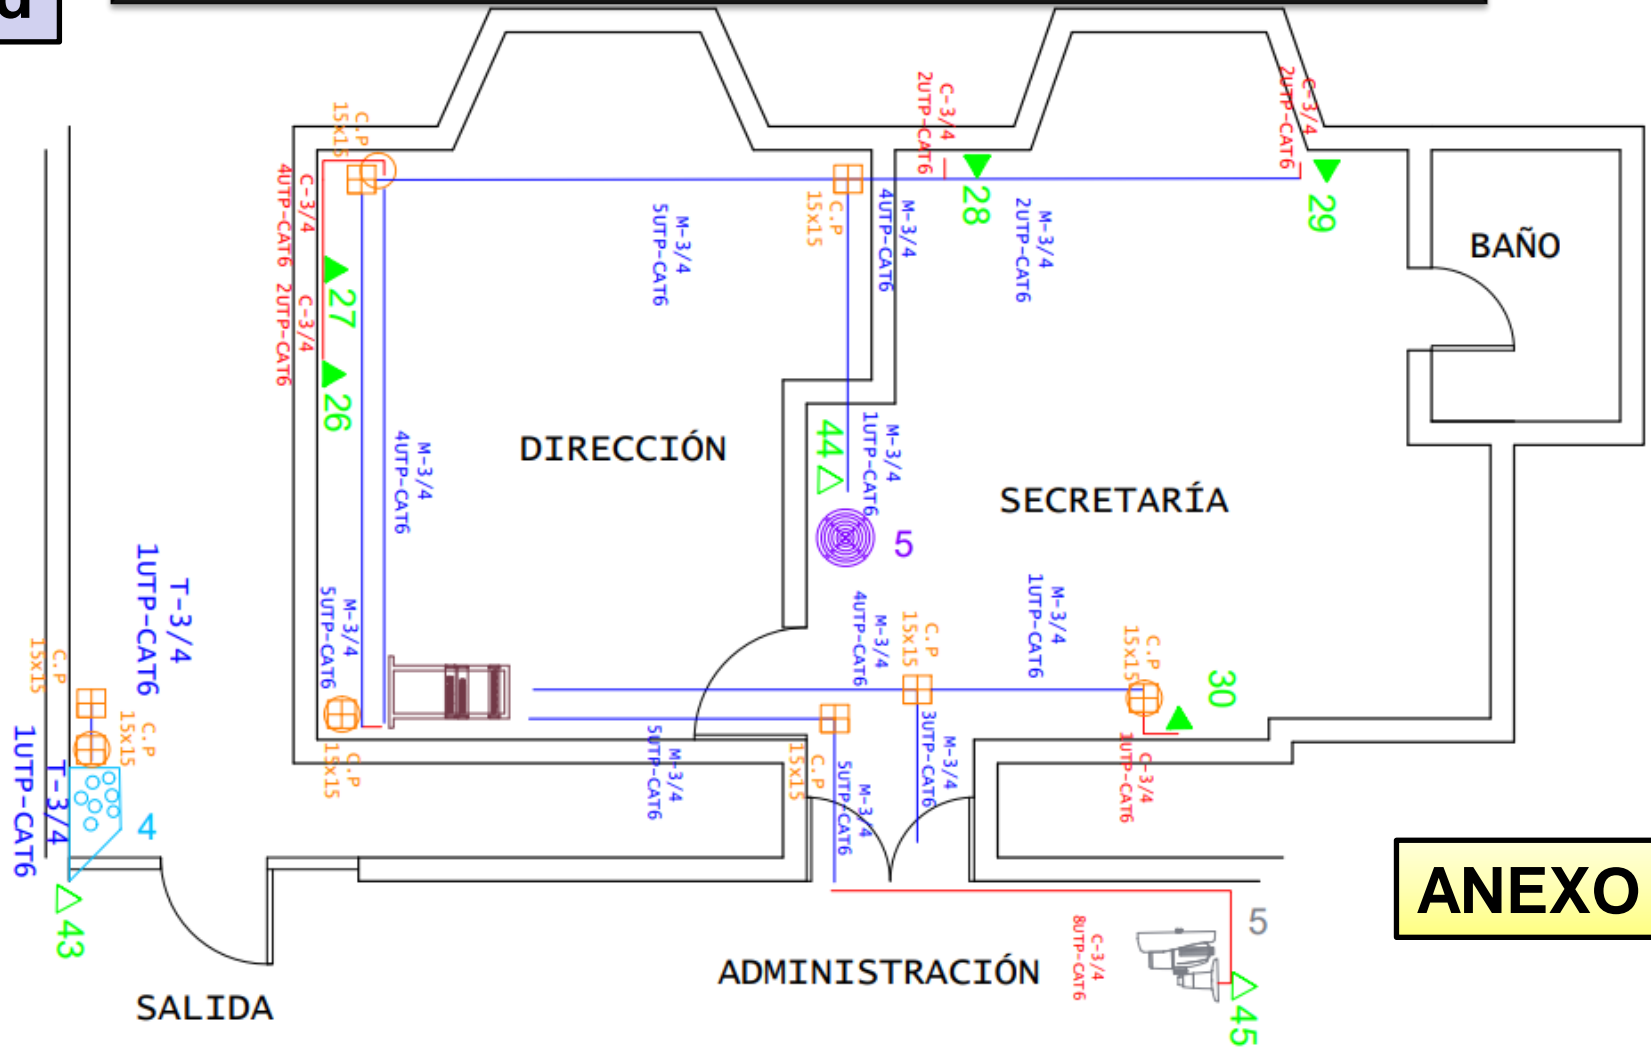 C.P
15x15
C-3/4
4UTP-CAT6
C-3/4
2UTP-CAT6
27
26
M-3/4
5UTP-CAT6
C.P
15x15
M-3/4
4UTP-CAT6
C-3/4
2UTP-CAT6
28
M-3/4
2UTP-CAT6
C-3/4
2UTP-CAT6
29
BAÑO
M-3/4
4UTP-CAT6
DIRECCIÓN
44
M-3/4
1UTP-CAT6
5
SECRETARÍA
T-3/4
1UTP-CAT6
M-3/4
5UTP-CAT6
M-3/4
4UTP-CAT6
C.P
15x15
M-3/4
1UTP-CAT6
C.P
15x15
30
C.P
15x15
C.P
15x15
T-3/4
1UTP-CAT6
4
43
C.P
15x15
M-3/4
5UTP-CAT6
C.P
15x15
M-3/4
5UTP-CAT6
M-3/4
3UTP-CAT6
C-3/4
1UTP-CAT6
ANEXO
5
C-3/4
8UTP-CAT6
45
ADMINISTRACIÓN
SALIDA